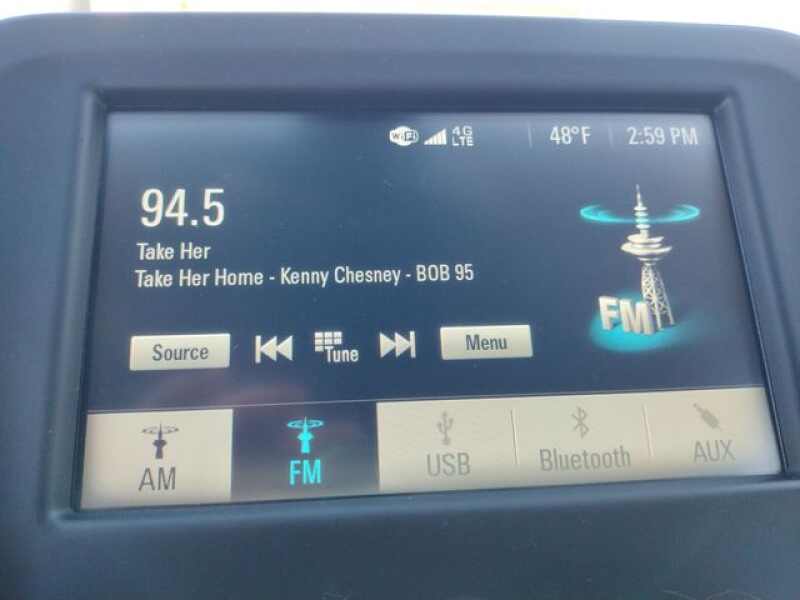 WiFi 4G LTE 48°F 2:59 PM
94.5
Take Her
Take Her Home - Kenny Chesney - BOB 95
FM
Source Tune Menu
AM FM USB Bluetooth AUX